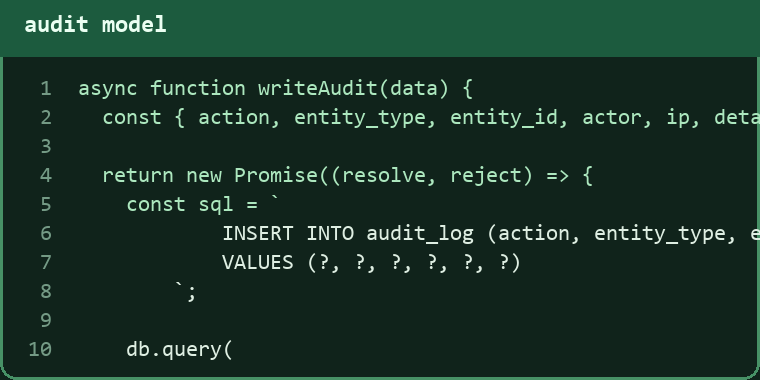 audit model
1 async function writeAudit(data) {
2 const { action, entity_type, entity_id, actor, ip,
3
4 return new Promise((resolve, reject) => {
5 const sql = `
6 INSERT INTO audit_log (action, entity_type,
7 VALUES (?, ?, ?, ?, ?, ?)
8 `;
9
10 db.query(